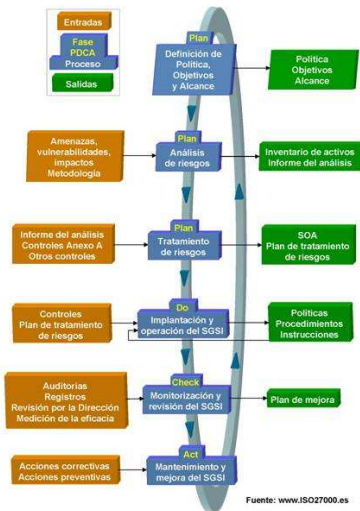 Entradas
Fase
PDCA
Proceso
Salidas
Plan
Definición de
Política,
Objetivos
y Alcance
Política
Objetivos
Alcance
Amenazas,
vulnerabilidades,
impactos
Metodología
Plan
Análisis
de riesgos
Inventario de activos
Informe del análisis
Informe del análisis
Controles Anexo A
Otros controles
Plan
Tratamiento
de riesgos
SOA
Plan de tratamiento
de riesgos
Controles
Plan de tratamiento
de riesgos
Do
Implantación y
operación del SGSI
Políticas
Procedimientos
Instrucciones
Auditorías
Registros
Revisión por la Dirección
Medición de la eficacia
Check
Monitorización y
revisión del SGSI
Plan de mejora
Acciones correctivas
Acciones preventivas
Act
Mantenimiento y
mejora del SGSI
Fuente: www.ISO27000.es